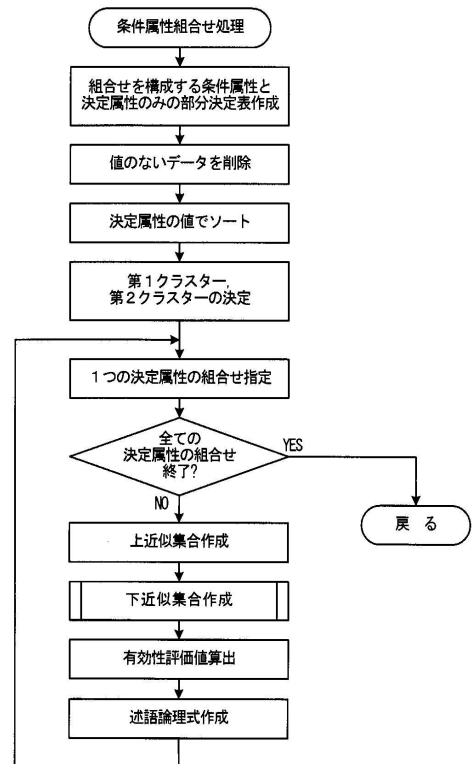 条件属性組合せ処理
組合せを構成する条件属性と
決定属性のみの部分決定表作成
値のないデータを削除
決定属性の値でソート
第1クラスター,
第2クラスターの決定
1つの決定属性の組合せ指定
全ての
決定属性の組合せ
終了?
YES
NO
戻 る
上近似集合作成
下近似集合作成
有効性評価値算出
述語論理式作成